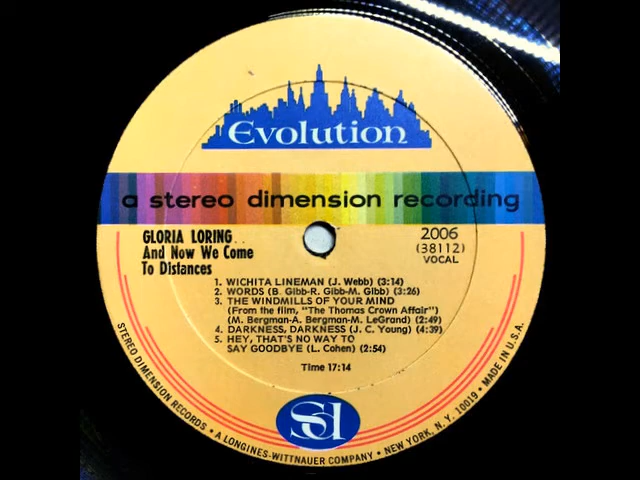 Evolution
a stereo dimension recording
GLORIA LORING..
And Now We Come
To Distances
2006
(38112)
VOCAL
1. WICHITA LINEMAN (J. Webb) (3:14)
2. WORDS (B. Gibb-R. Gibb-M. Gibb) (3:26)
3. THE WINDMILLS OF YOUR MIND
(From the film, "The Thomas Crown Affair")
(M. Bergman-A. Bergman-M. LeGrand) (2:49)
4. DARKNESS, DARKNESS (J. C. Young) (4:39)
5. HEY, THAT'S NO WAY TO
SAY GOODBYE (L. Cohen) (2:54)
Time 17:14
Sd
STEREO DIMENSION RECORDS • A LONGINES-WITTNAUER COMPANY • NEW YORK, N. Y. 10019 • MADE IN U.S.A.